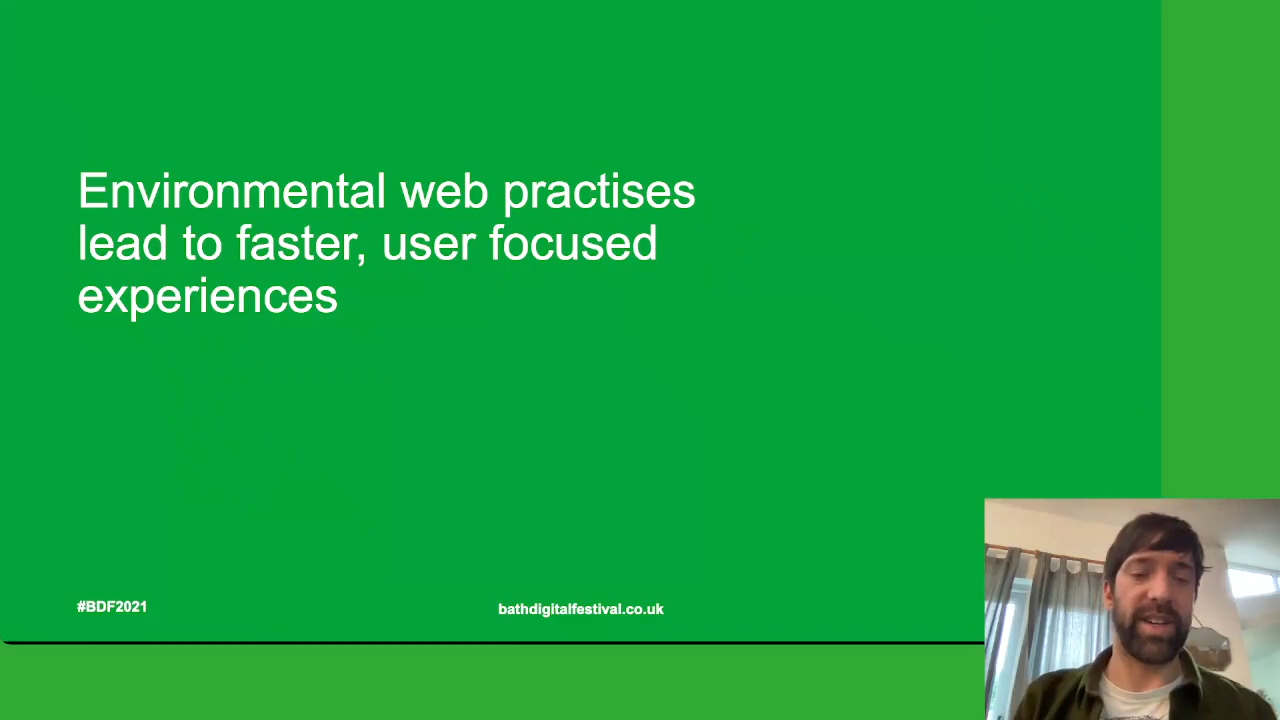 Environmental web practises
lead to faster, user focused
experiences
#BDF2021
bathdigitalfestival.co.uk